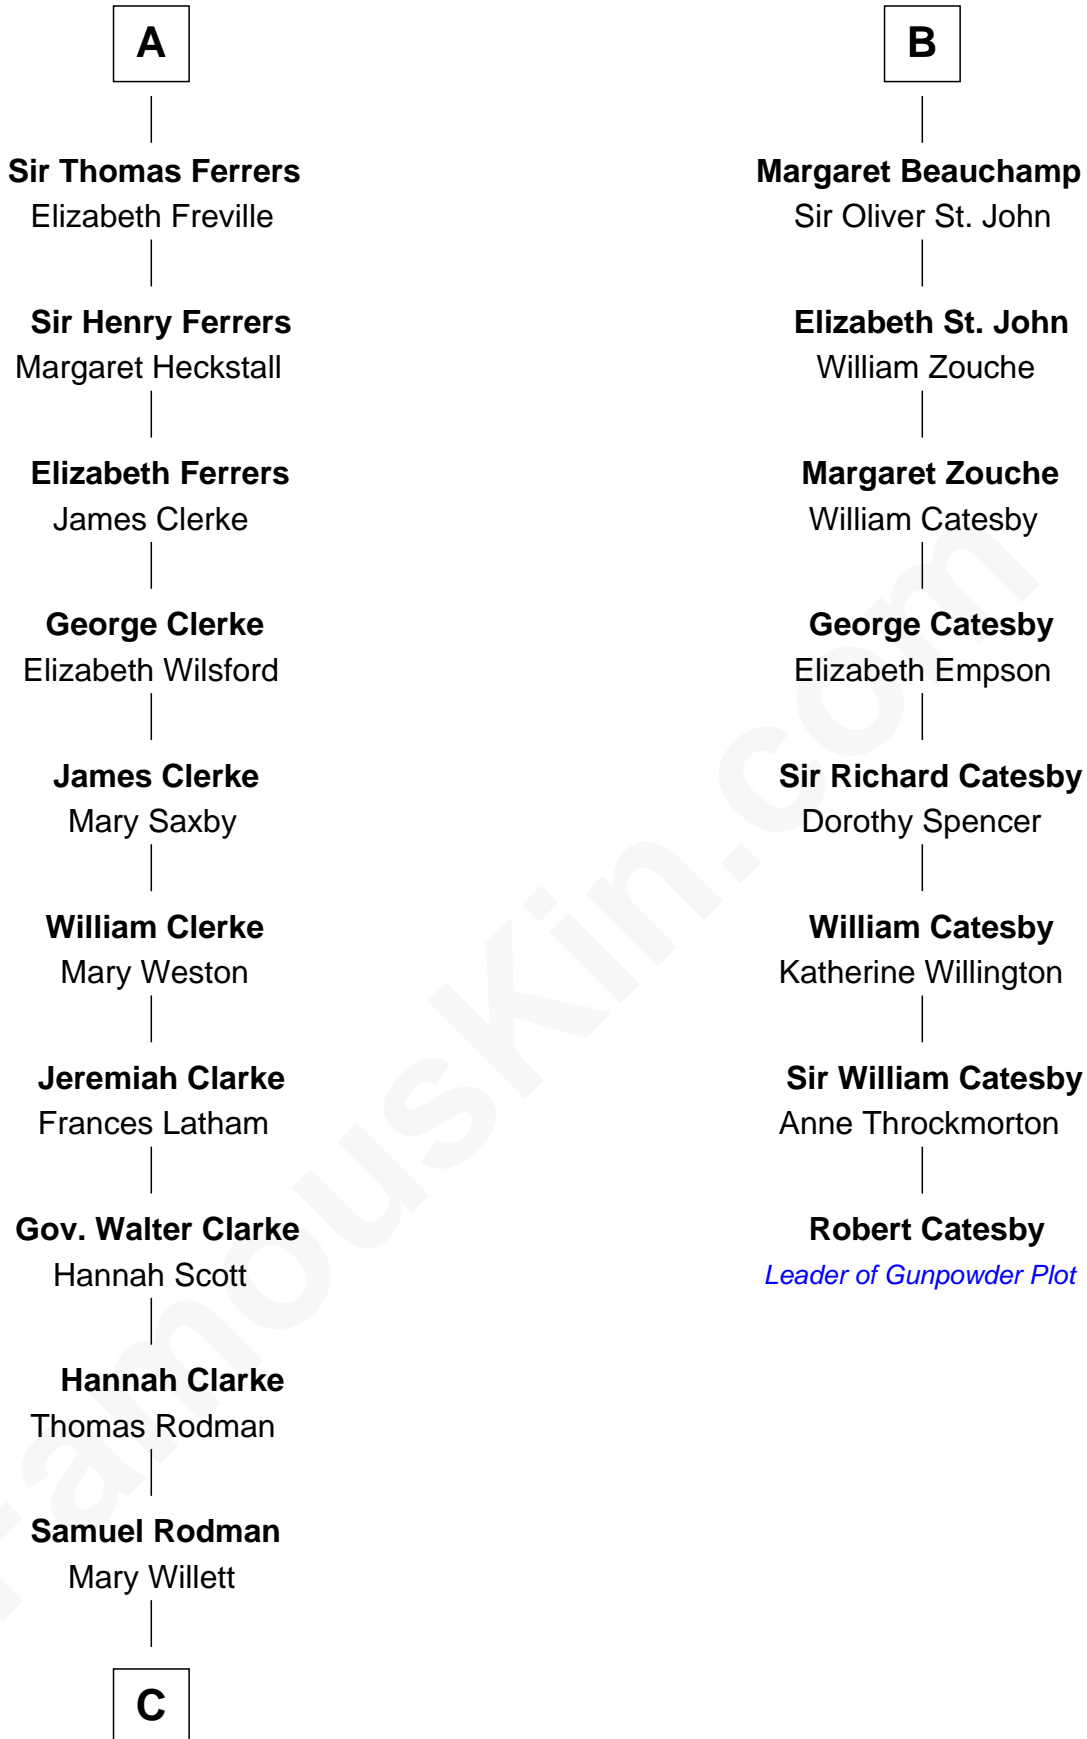 A
Sir Thomas Ferrers
Elizabeth Freville
Sir Henry Ferrers
Margaret Heckstall
Elizabeth Ferrers
James Clerke
George Clerke
Elizabeth Wilsford
James Clerke
Mary Saxby
William Clerke
Mary Weston
Jeremiah Clarke
Frances Latham
Gov. Walter Clarke
Hannah Scott
Hannah Clarke
Thomas Rodman
Samuel Rodman
Mary Willett
C
B
Margaret Beauchamp
Sir Oliver St. John
Elizabeth St. John
William Zouche
Margaret Zouche
William Catesby
George Catesby
Elizabeth Empson
Sir Richard Catesby
Dorothy Spencer
William Catesby
Katherine Willington
Sir William Catesby
Anne Throckmorton
Robert Catesby
Leader of Gunpowder Plot
FamousKin.com